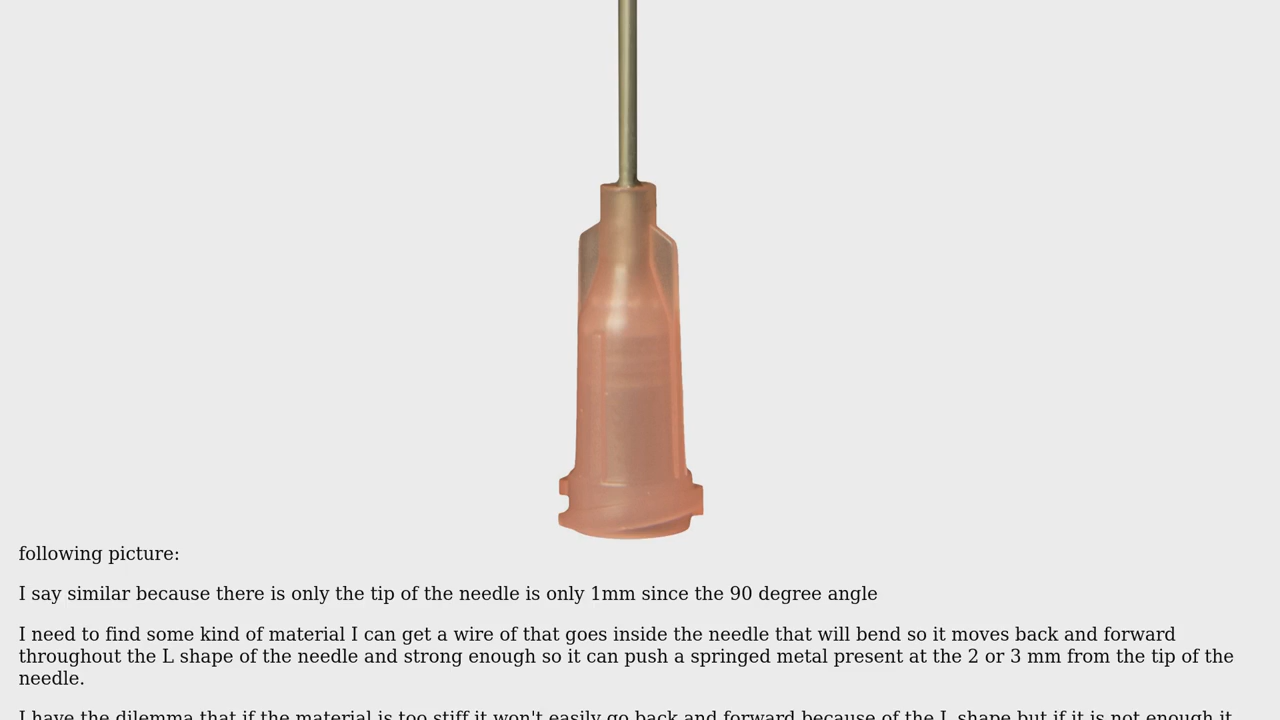 following picture:
I say similar because there is only the tip of the needle is only 1mm since the 90 degree angle
I need to find some kind of material I can get a wire of that goes inside the needle that will bend so it moves back and forward
throughout the L shape of the needle and strong enough so it can push a springed metal present at the 2 or 3 mm from the tip of the
needle.
I have the dilemma that if the material is too stiff it won't easily go back and forward because of the L shape but if it is not enough it